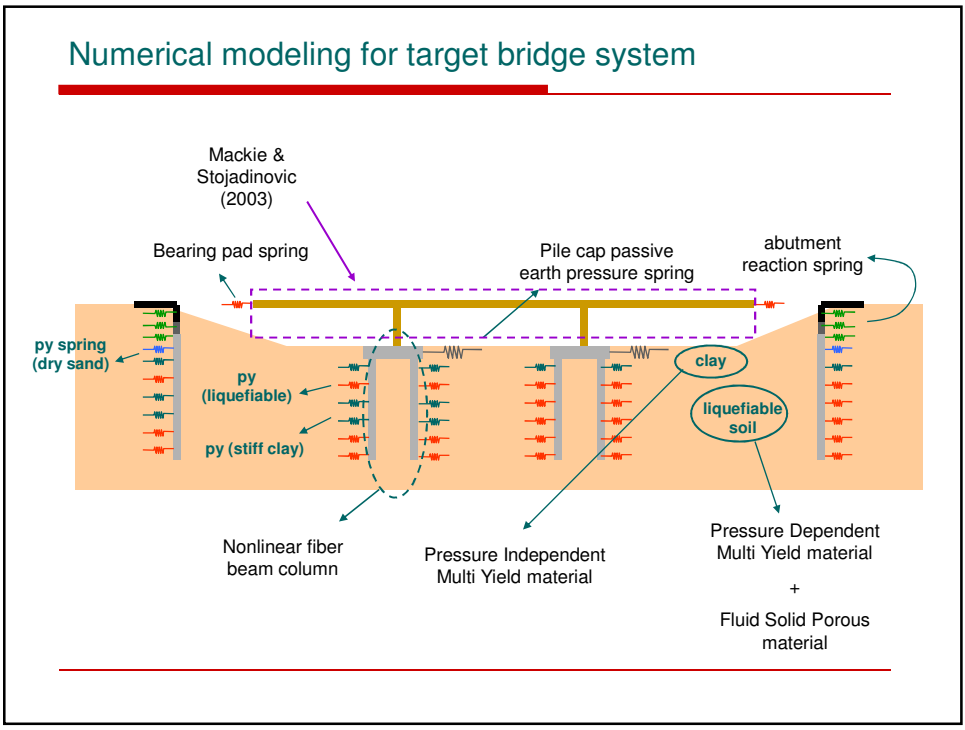 Numerical modeling for target bridge system
Mackie &
Stojadinovic
(2003)
Bearing pad spring
Pile cap passive
earth pressure spring
abutment
reaction spring
py spring
(dry sand)
py
(liquefiable)
py (stiff clay)
clay
liquefiable
soil
Nonlinear fiber
beam column
Pressure Independent
Multi Yield material
Pressure Dependent
Multi Yield material
+
Fluid Solid Porous
material